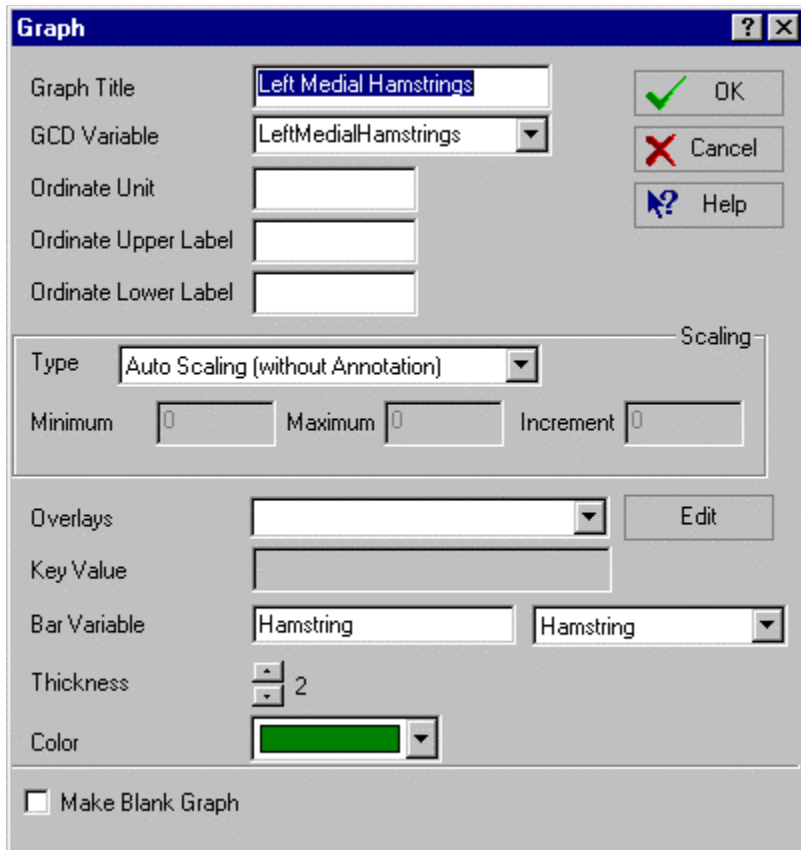 Graph
Graph Title Left Medial Hamstrings OK
GCD Variable LeftMedialHamstrings Cancel
Ordinate Unit Help
Ordinate Upper Label
Ordinate Lower Label
Scaling
Type Auto Scaling (without Annotation)
Minimum 0 Maximum 0 Increment 0
Overlays Edit
Key Value
Bar Variable Hamstring Hamstring
Thickness 2
Color
Make Blank Graph